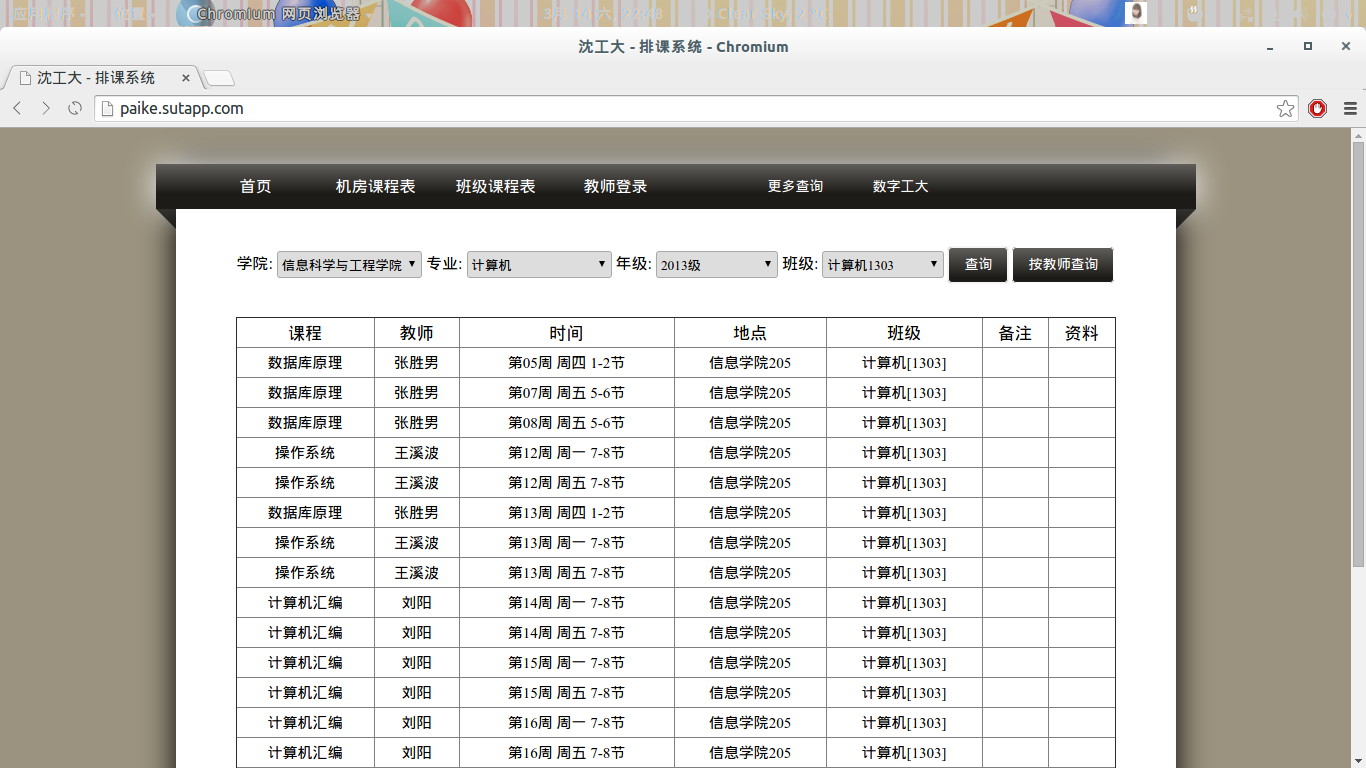 Chromium 网页浏览器
沈工大 - 排课系统 - Chromium
沈工大 - 排课系统
paike.sutapp.com
首页 机房课程表 班级课程表 教师登录 更多查询 数字工大
学院: 信息科学与工程学院 专业: 计算机 年级: 2013级 班级: 计算机1303 查询 按教师查询
课程 教师 时间 地点 班级 备注 资料
数据库原理 张胜男 第05周 周四 1-2节 信息学院205 计算机[1303]
数据库原理 张胜男 第07周 周五 5-6节 信息学院205 计算机[1303]
数据库原理 张胜男 第08周 周五 5-6节 信息学院205 计算机[1303]
操作系统 王溪波 第12周 周一 7-8节 信息学院205 计算机[1303]
操作系统 王溪波 第12周 周五 7-8节 信息学院205 计算机[1303]
数据库原理 张胜男 第13周 周四 1-2节 信息学院205 计算机[1303]
操作系统 王溪波 第13周 周一 7-8节 信息学院205 计算机[1303]
操作系统 王溪波 第13周 周五 7-8节 信息学院205 计算机[1303]
计算机汇编 刘阳 第14周 周一 7-8节 信息学院205 计算机[1303]
计算机汇编 刘阳 第14周 周五 7-8节 信息学院205 计算机[1303]
计算机汇编 刘阳 第15周 周一 7-8节 信息学院205 计算机[1303]
计算机汇编 刘阳 第15周 周五 7-8节 信息学院205 计算机[1303]
计算机汇编 刘阳 第16周 周一 7-8节 信息学院205 计算机[1303]
计算机汇编 刘阳 第16周 周五 7-8节 信息学院205 计算机[1303]